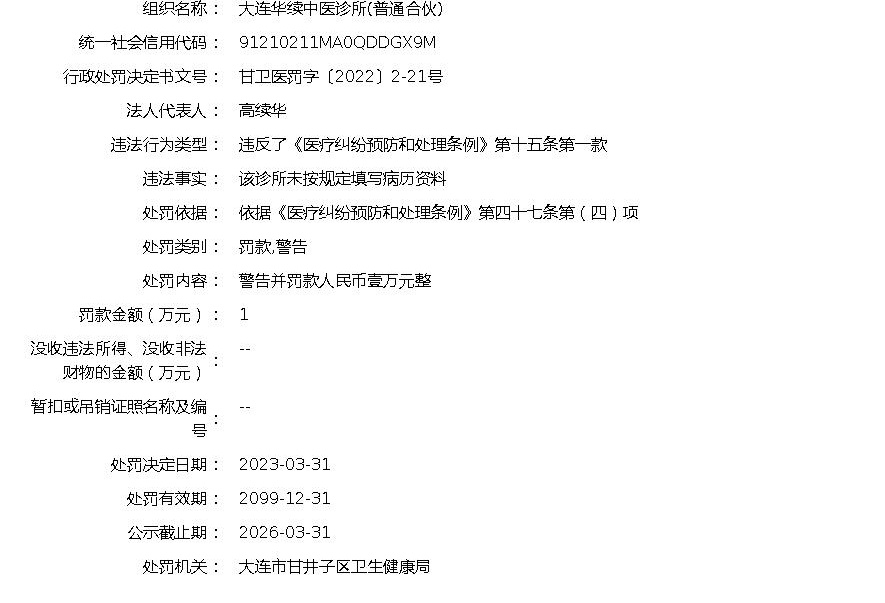 组织名称： 大连华续中医诊所(普通合伙)
统一社会信用代码： 91210211MA0QDDGX9M
行政处罚决定书文号： 甘卫医罚字〔2022〕2-21号
法人代表人： 高续华
违法行为类型： 违反了《医疗纠纷预防和处理条例》第十五条第一款
违法事实： 该诊所未按规定填写病历资料
处罚依据： 依据《医疗纠纷预防和处理条例》第四十七条第（四）项
处罚类别： 罚款,警告
处罚内容： 警告并罚款人民币壹万元整
罚款金额（万元）： 1
没收违法所得、没收非法
财物的金额（万元）： --
暂扣或吊销证照名称及编
号： --
处罚决定日期： 2023-03-31
处罚有效期： 2099-12-31
公示截止期： 2026-03-31
处罚机关： 大连市甘井子区卫生健康局